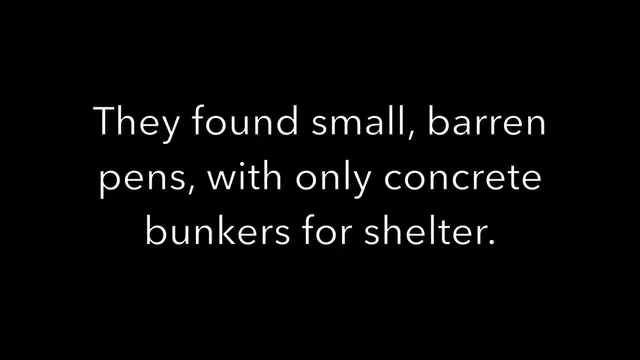 They found small, barren
pens, with only concrete
bunkers for shelter.